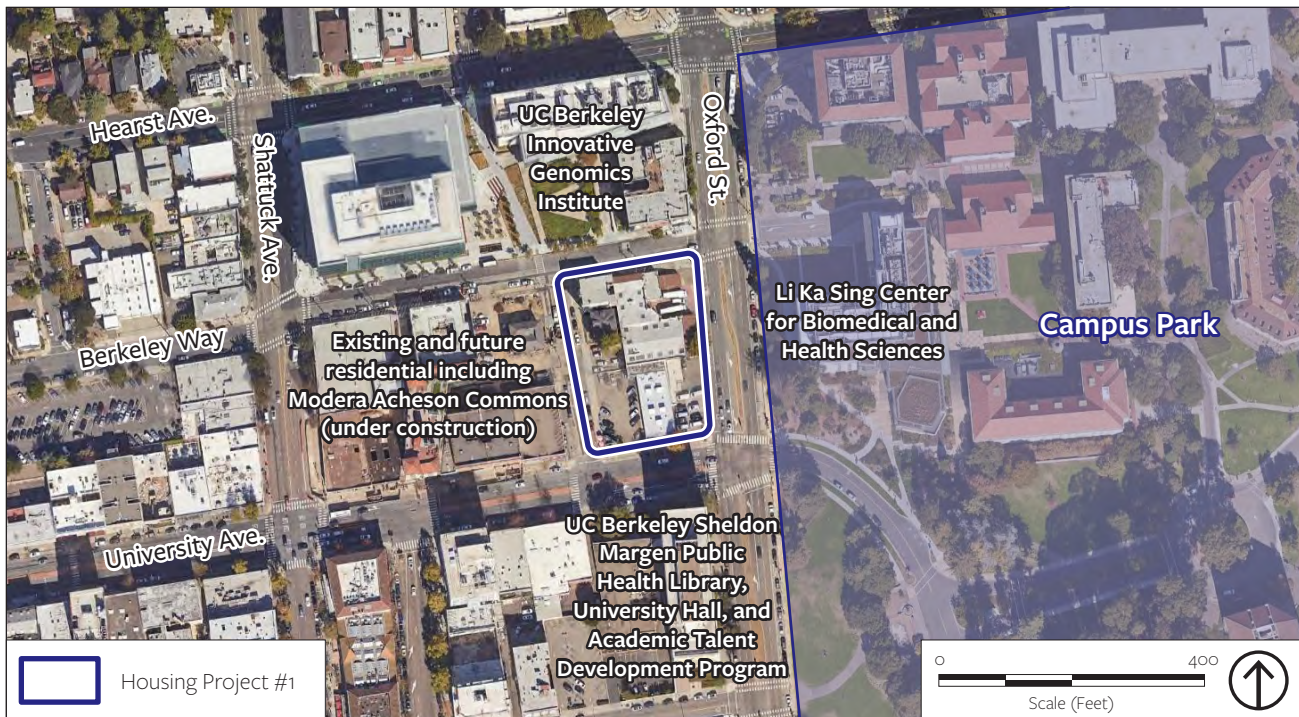 Hearst Ave.
Shattuck Ave.
UC Berkeley
Innovative
Genomics
Institute
Oxford St.
Berkeley Way
Existing and future
residential including
Modera Acheson Commons
(under construction)
Li Ka Sing Center
for Biomedical and
Health Sciences
Campus Park
University Ave.
UC Berkeley Sheldon
Margen Public
Health Library,
University Hall, and
Academic Talent
Development Program
Housing Project #1
0
400
Scale (Feet)